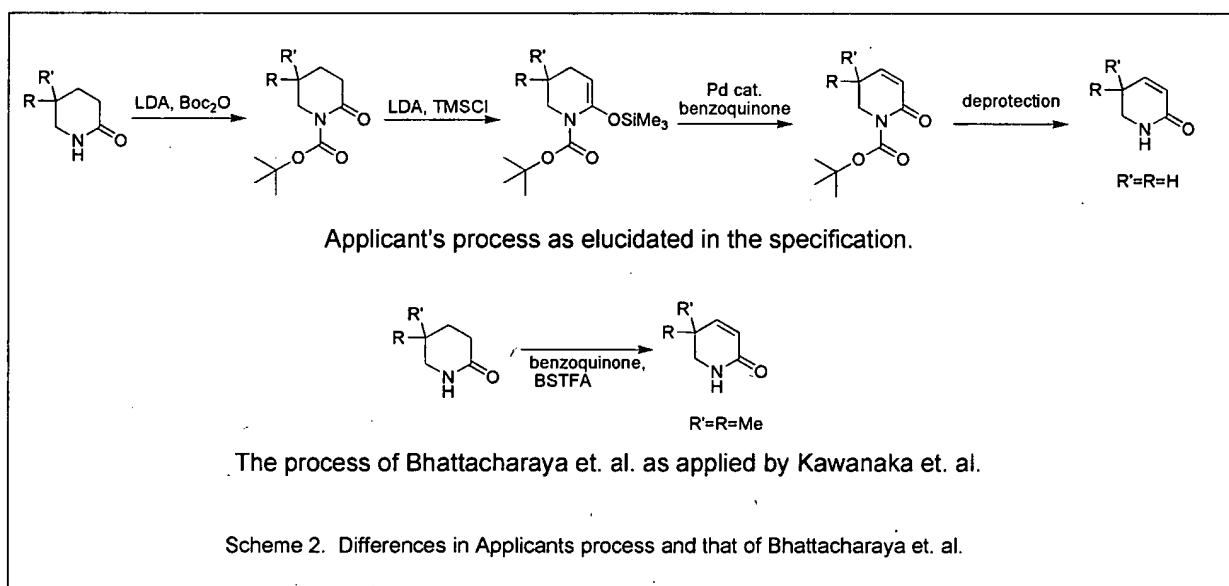 R'
R
N
H
O
LDA, Boc₂O
R'
R
N
O
O
O
LDA, TMSCl
R'
R
N
OSiMe₃
O
O
Pd cat.
benzoquinone
R'
R
N
O
O
O
deprotection
R'
R
N
H
O
R'=R=H
Applicant's process as elucidated in the specification.
R'
R
N
H
O
benzoquinone,
BSTFA
R'
R
N
H
O
R'=R=Me
The process of Bhattacharaya et. al. as applied by Kawanaka et. al.
Scheme 2. Differences in Applicants process and that of Bhattacharaya et. al.